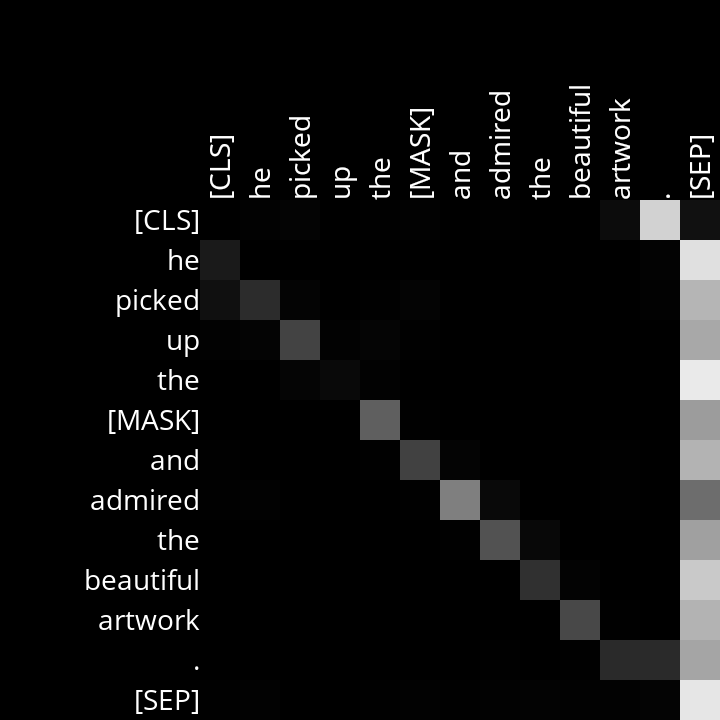 [CLS] he picked up the [MASK] and admired the beautiful artwork . [SEP]
[CLS]
he
picked
up
the
[MASK]
and
admired
the
beautiful
artwork
.
[SEP]